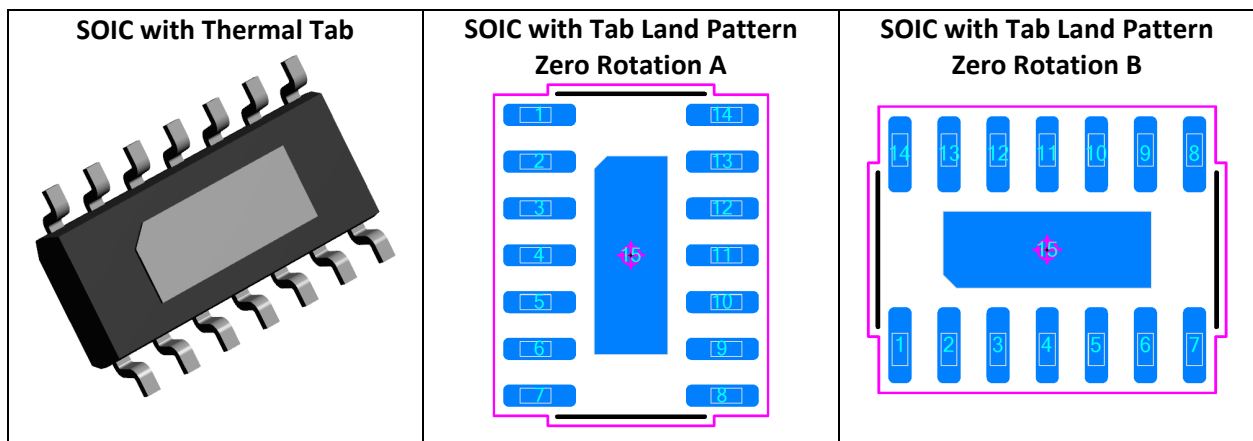 SOIC with Thermal Tab
SOIC with Tab Land Pattern
Zero Rotation A
1
14
2
13
3
12
4
11
15
5
10
6
9
7
8
SOIC with Tab Land Pattern
Zero Rotation B
14 13 12 11 10 9 8
15
1 2 3 4 5 6 7